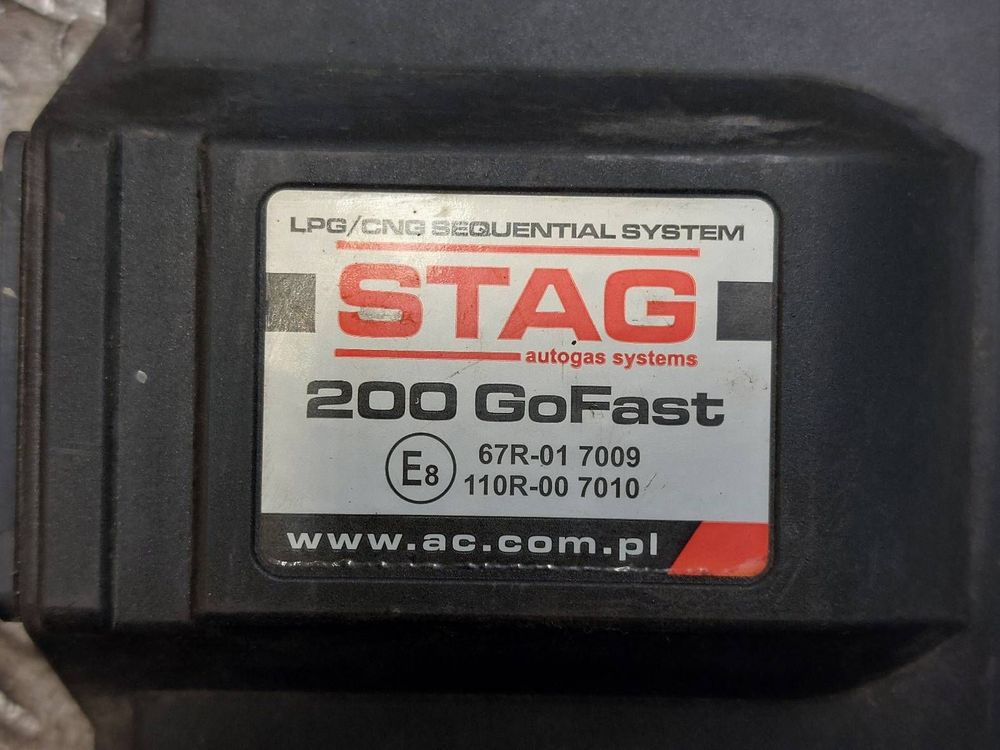 LPG/CNG SEQUENTIAL SYSTEM
STAG
autogas systems
200 GoFast
E8 67R-01 7009
110R-00 7010
www.ac.com.pl